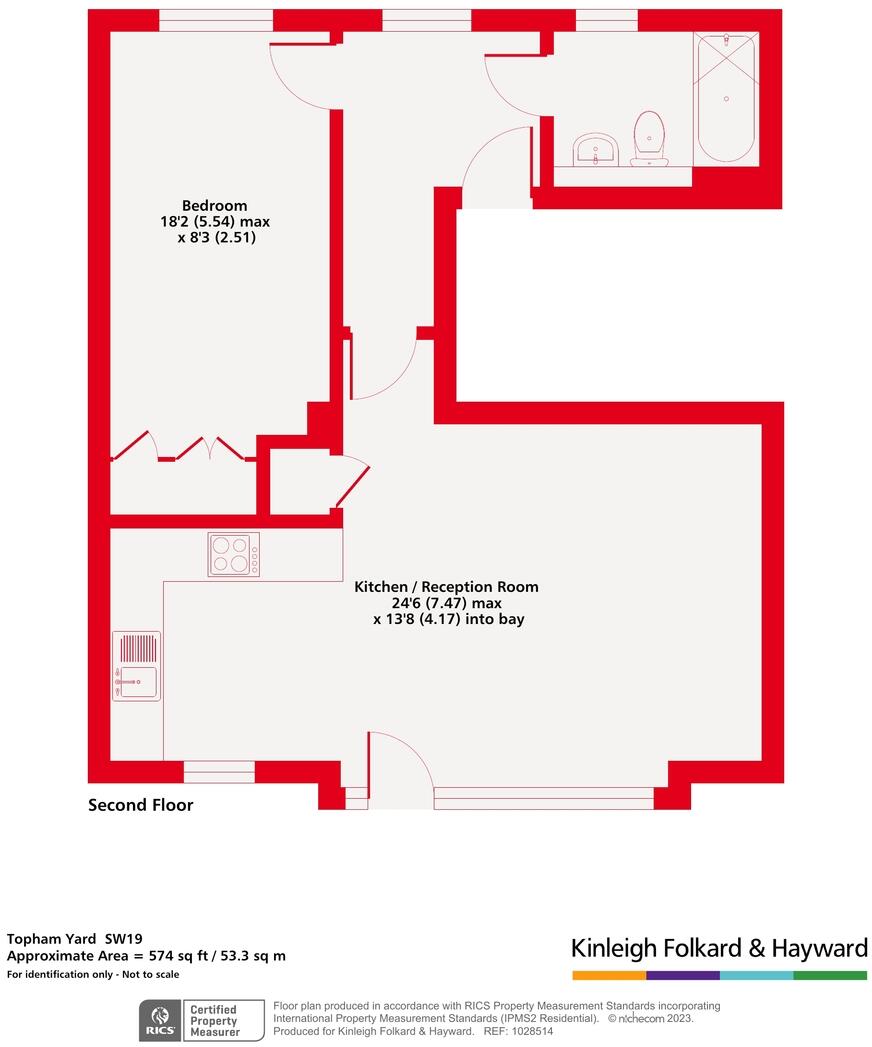 Bedroom
18'2 (5.54) max
x 8'3 (2.51)
Kitchen / Reception Room
24'6 (7.47) max
x 13'8 (4.17) into bay
Second Floor
Topham Yard SW19
Approximate Area = 574 sq ft / 53.3 sq m
For identification only - Not to scale
Kinleigh Folkard & Hayward
RICS
Certified
Property
Measurer
Floor plan produced in accordance with RICS Property Measurement Standards incorporating
International Property Measurement Standards (IPMS2 Residential). © nichecom 2023.
Produced for Kinleigh Folkard & Hayward. REF: 1028514